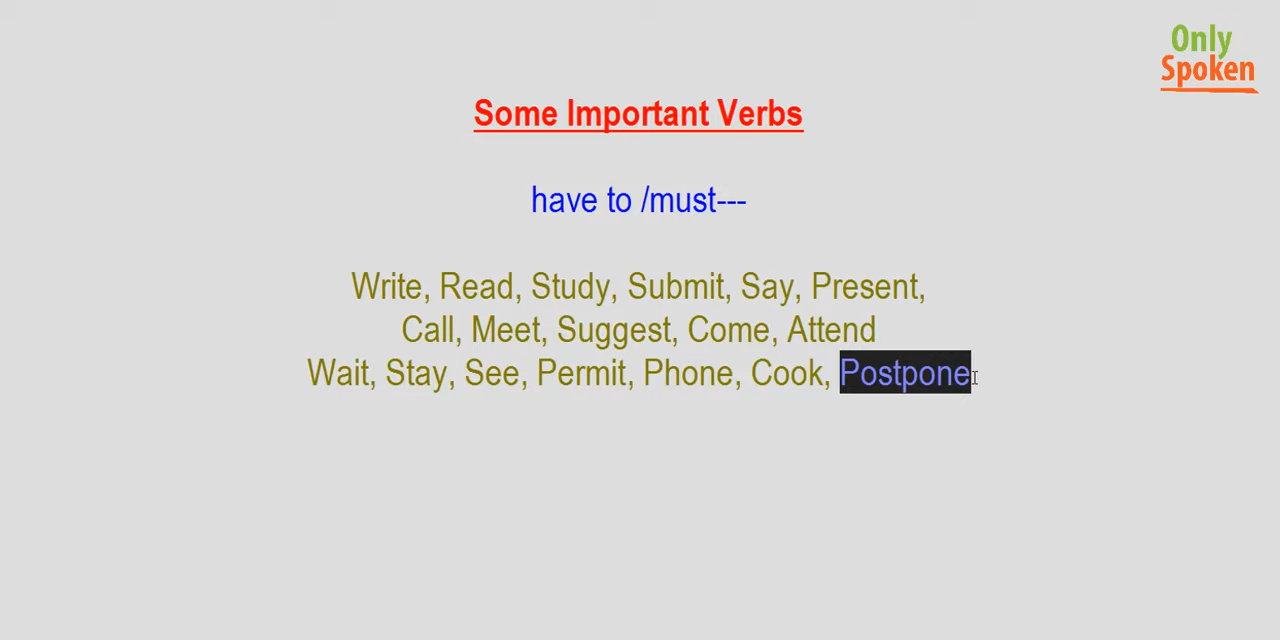 Only
Spoken
Some Important Verbs
have to /must---
Write, Read, Study, Submit, Say, Present,
Call, Meet, Suggest, Come, Attend
Wait, Stay, See, Permit, Phone, Cook, Postpone